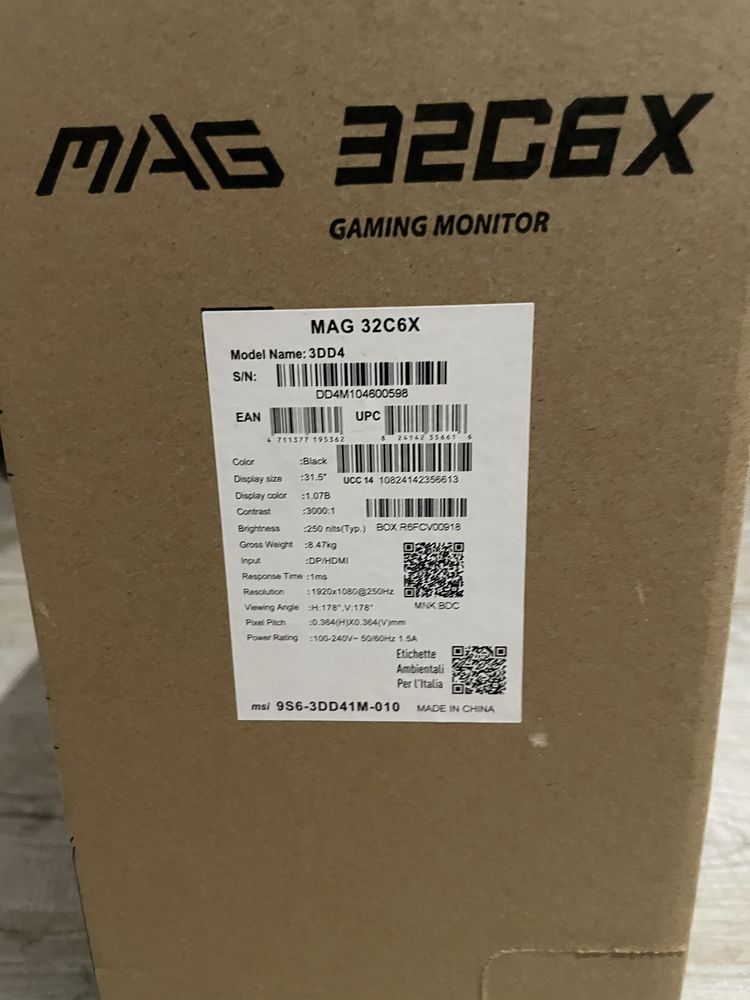 MAG 32C6X
GAMING MONITOR
MAG 32C6X
Model Name: 3DD4
S/N:
DD4M104600598
EAN UPC
4 711377 195362 8 24142 35661 6
Color :Black
UCC 14 10824142356613
Display size :31.5"
Display color :1.07B
Contrast :3000:1
Brightness :250 nits(Typ.) BOX:R6FCV00918
Gross Weight :8.47kg
Input :DP/HDMI
Response Time :1ms
Resolution :1920x1080@250Hz
MNK.BDC
Viewing Angle :H:178°,V:178°
Pixel Pitch :0.364(H)X0.364(V)mm
Power Rating :100-240V~ 50/60Hz 1.5A
Etichette
Ambientali
Per l'Italia
msi 9S6-3DD41M-010 MADE IN CHINA